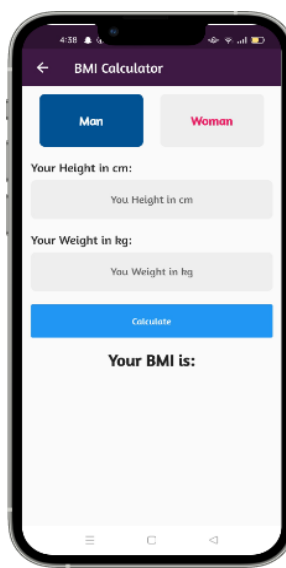 4:38
BMI Calculator
Man Woman
Your Height in cm:
You Height in cm
Your Weight in kg:
You Weight in kg
Calculate
Your BMI is: